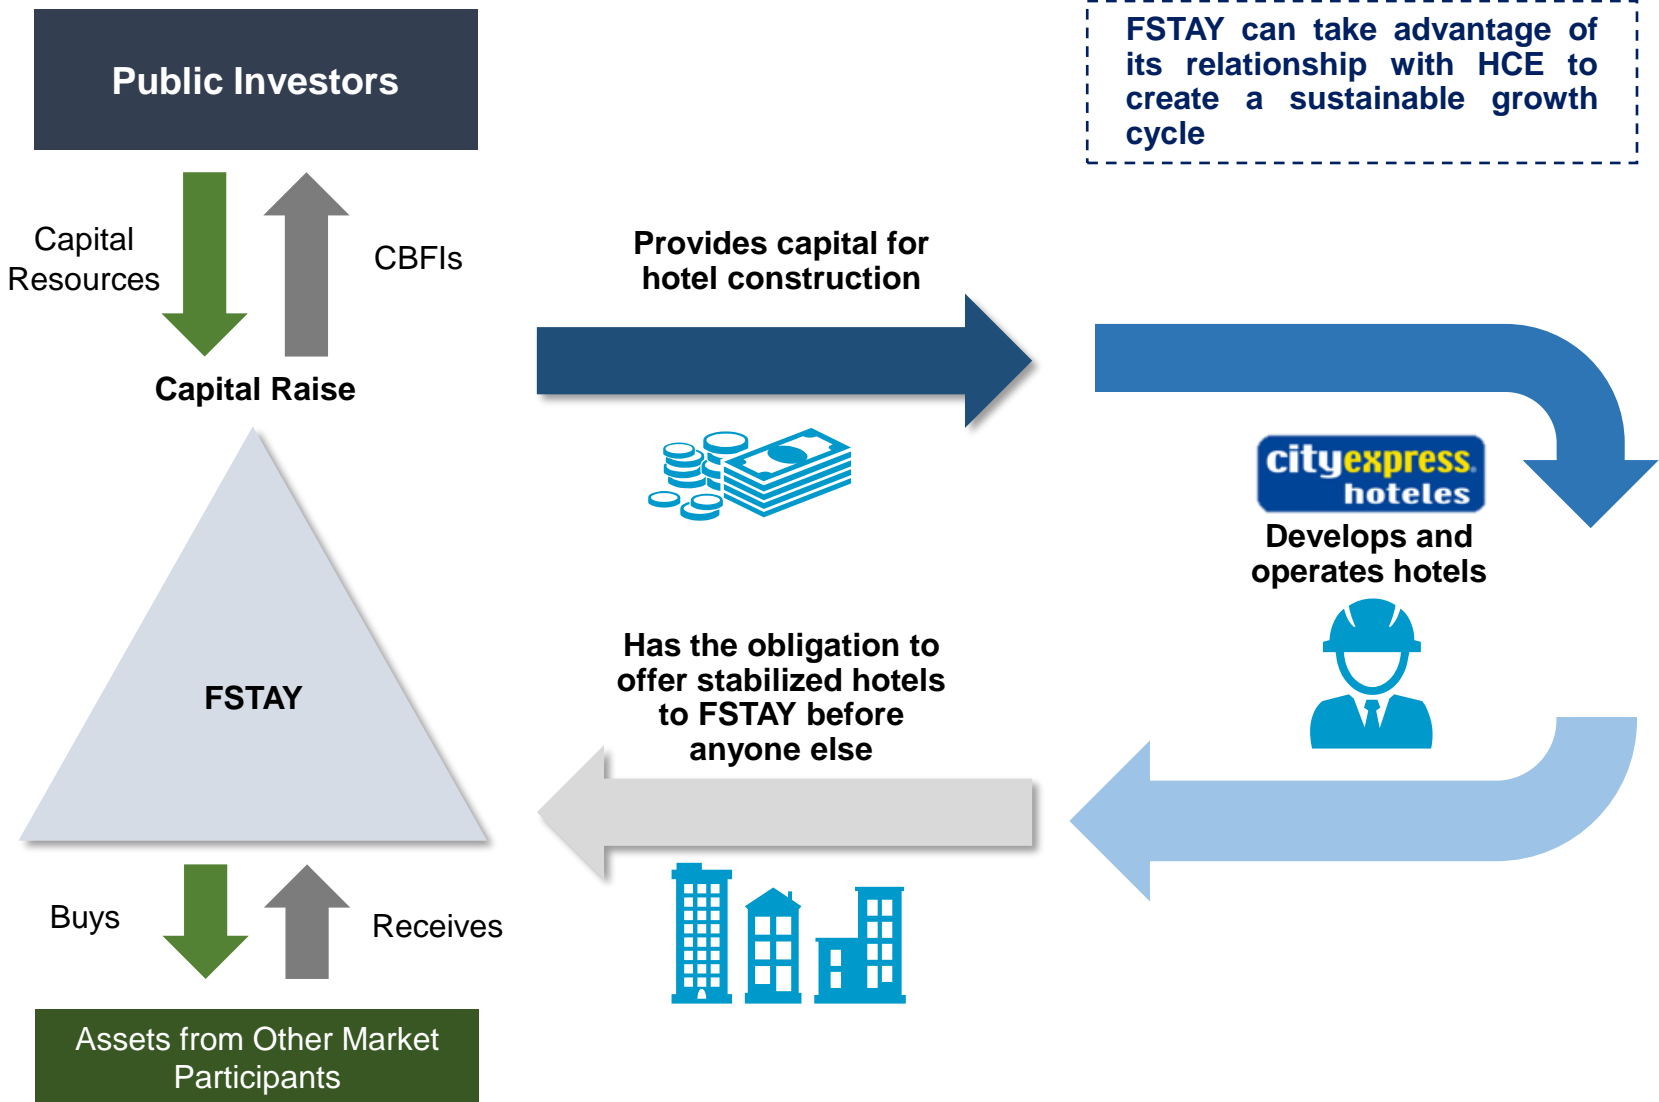 Public Investors
FSTAY can take advantage of
its relationship with HCE to
create a sustainable growth
cycle
Capital
Resources
CBFIs
Provides capital for
hotel construction
Capital Raise
cityexpress.
hoteles
Develops and
operates hotels
Has the obligation to
offer stabilized hotels
to FSTAY before
anyone else
FSTAY
Buys
Receives
Assets from Other Market
Participants